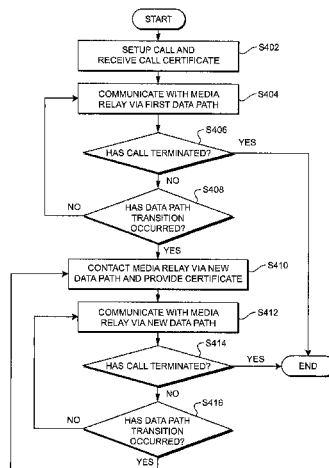 START
SETUP CALL AND
RECEIVE CALL CERTIFICATE
S402
COMMUNICATE WITH MEDIA
RELAY VIA FIRST DATA PATH
S404
S406
HAS CALL TERMINATED?
YES
NO
S408
HAS DATA PATH
TRANSITION
OCCURRED?
NO
YES
CONTACT MEDIA RELAY VIA NEW
DATA PATH AND PROVIDE CERTIFICATE
S410
COMMUNICATE WITH MEDIA
RELAY VIA NEW DATA PATH
S412
S414
HAS CALL TERMINATED?
YES
END
NO
S416
HAS DATA PATH
TRANSITION
OCCURRED?
NO
YES